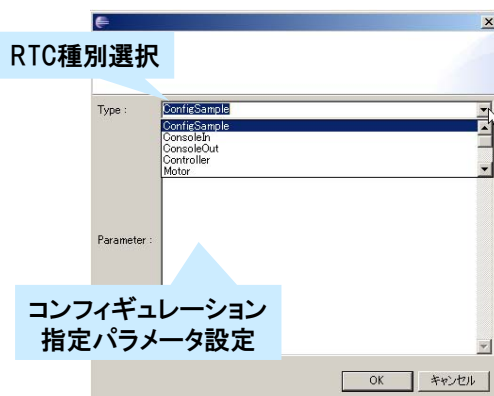 RTC種別選択
Type :
ConfigSample
ConfigSample
ConsoleIn
ConsoleOut
Controller
Motor
Parameter :
コンフィギュレーション
指定パラメータ設定
OK
キャンセル